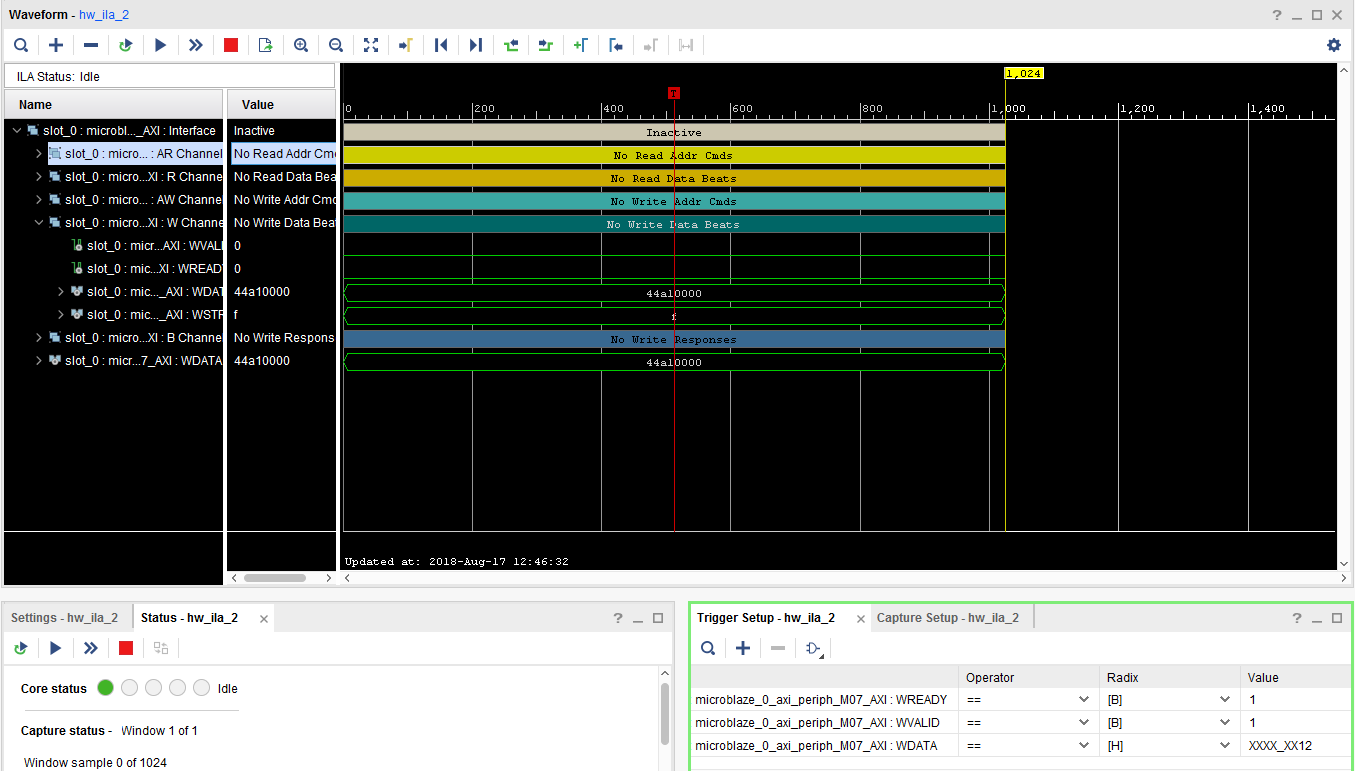 Waveform - hw_ila_2
ILA Status: Idle
Name Value
1,024
0 200 400 600 800 1,000 1,200 1,400
T
slot_0 : microbl..._AXI : Interface Inactive Inactive
slot_0 : micro... : AR Channel No Read Addr Cmd No Read Addr Cmds
slot_0 : micro...XI : R Channe No Read Data Bea No Read Data Beats
slot_0 : micro... : AW Channe No Write Addr Cmd No Write Addr Cmds
slot_0 : micro...XI : W Channe No Write Data Bea No Write Data Beats
slot_0 : micr...AXI : WVALI 0
slot_0 : mic...XI : WREADY 0
slot_0 : mic..._AXI : WDAT 44a10000 44a10000
slot_0 : mic..._AXI : WSTR f f
slot_0 : micro...XI : B Channe No Write Respons No Write Responses
slot_0 : micr...7_AXI : WDATA 44a10000 44a10000
Updated at: 2018-Aug-17 12:46:32
Settings - hw_ila_2 Status - hw_ila_2
Core status Idle
Capture status - Window 1 of 1
Window sample 0 of 1024
Trigger Setup - hw_ila_2 Capture Setup - hw_ila_2
Operator Radix Value
microblaze_0_axi_periph_M07_AXI : WREADY == [B] 1
microblaze_0_axi_periph_M07_AXI : WVALID == [B] 1
microblaze_0_axi_periph_M07_AXI : WDATA == [H] XXXX_XX12